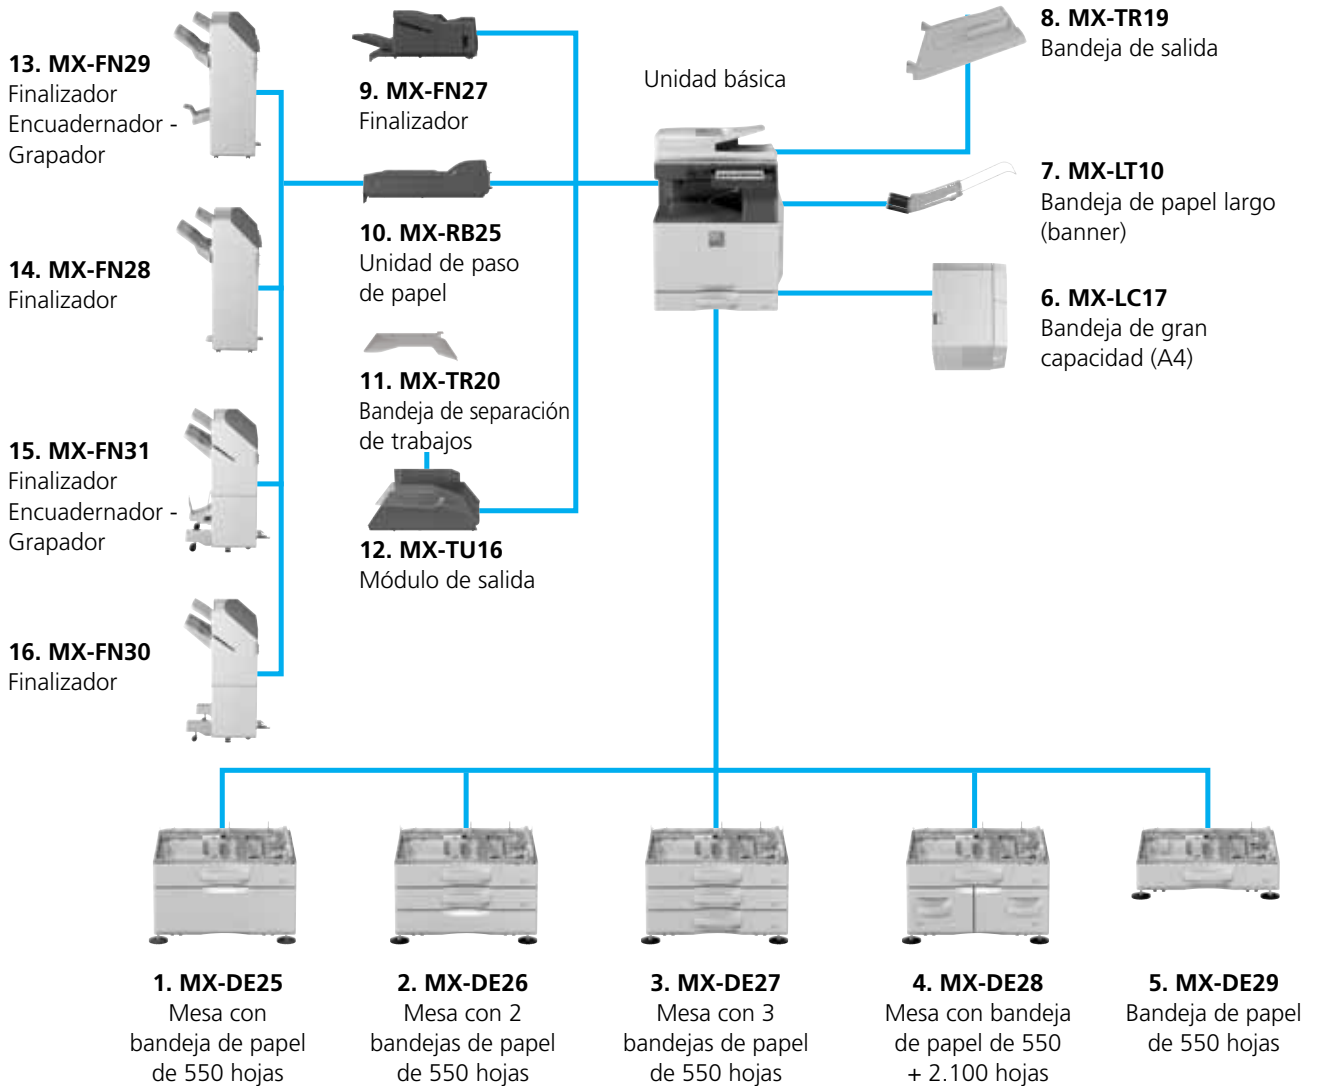 13. MX-FN29
Finalizador
Encuadernador -
Grapador
14. MX-FN28
Finalizador
15. MX-FN31
Finalizador
Encuadernador -
Grapador
16. MX-FN30
Finalizador
9. MX-FN27
Finalizador
10. MX-RB25
Unidad de paso
de papel
11. MX-TR20
Bandeja de separación
de trabajos
12. MX-TU16
Módulo de salida
Unidad básica
8. MX-TR19
Bandeja de salida
7. MX-LT10
Bandeja de papel largo
(banner)
6. MX-LC17
Bandeja de gran
capacidad (A4)
1. MX-DE25
Mesa con
bandeja de papel
de 550 hojas
2. MX-DE26
Mesa con 2
bandejas de papel
de 550 hojas
3. MX-DE27
Mesa con 3
bandejas de papel
de 550 hojas
4. MX-DE28
Mesa con bandeja
de papel de 550
+ 2.100 hojas
5. MX-DE29
Bandeja de papel
de 550 hojas